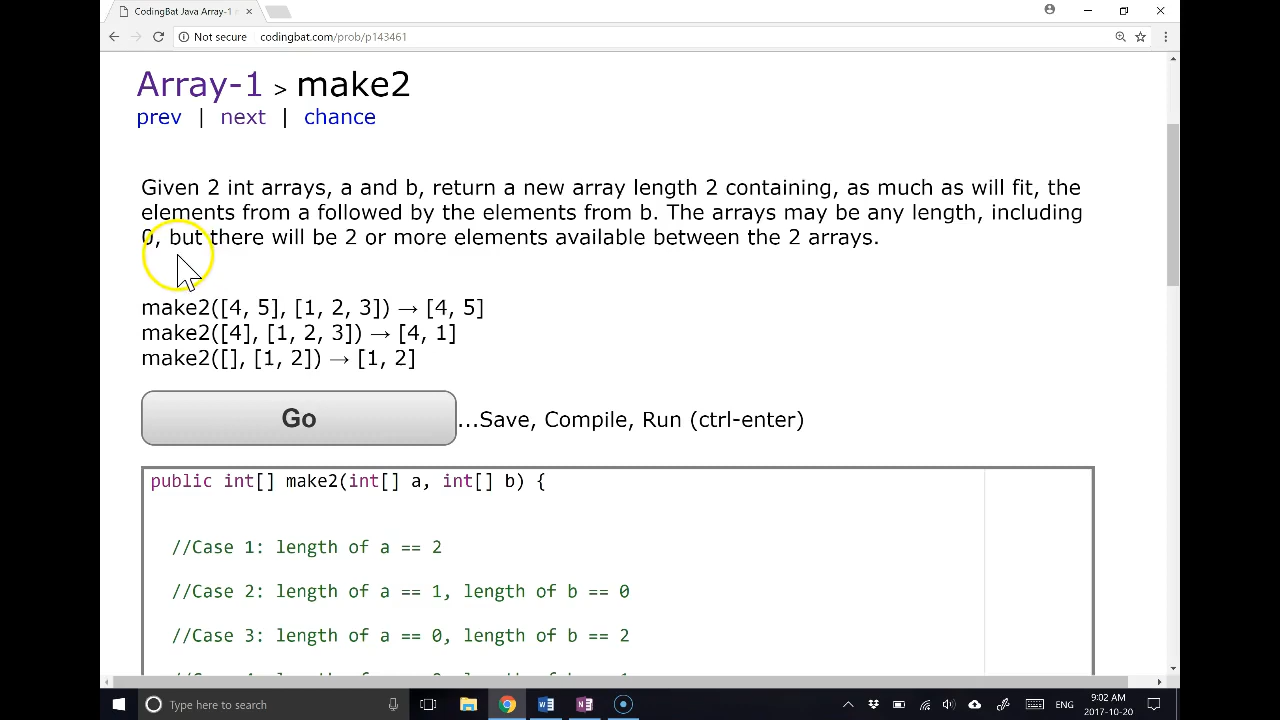 CodingBat Java Array-1
Not secure
codingbat.com/prob/p143461
Array-1 > make2
prev | next | chance
Given 2 int arrays, a and b, return a new array length 2 containing, as much as will fit, the
elements from a followed by the elements from b. The arrays may be any length, including
0, but there will be 2 or more elements available between the 2 arrays.
make2([4, 5], [1, 2, 3]) → [4, 5]
make2([4], [1, 2, 3]) → [4, 1]
make2([], [1, 2]) → [1, 2]
Go ...Save, Compile, Run (ctrl-enter)
public int[] make2(int[] a, int[] b) {
//Case 1: length of a == 2
//Case 2: length of a == 1, length of b == 0
//Case 3: length of a == 0, length of b == 2
Type here to search
ENG
9:02 AM
2017-10-20